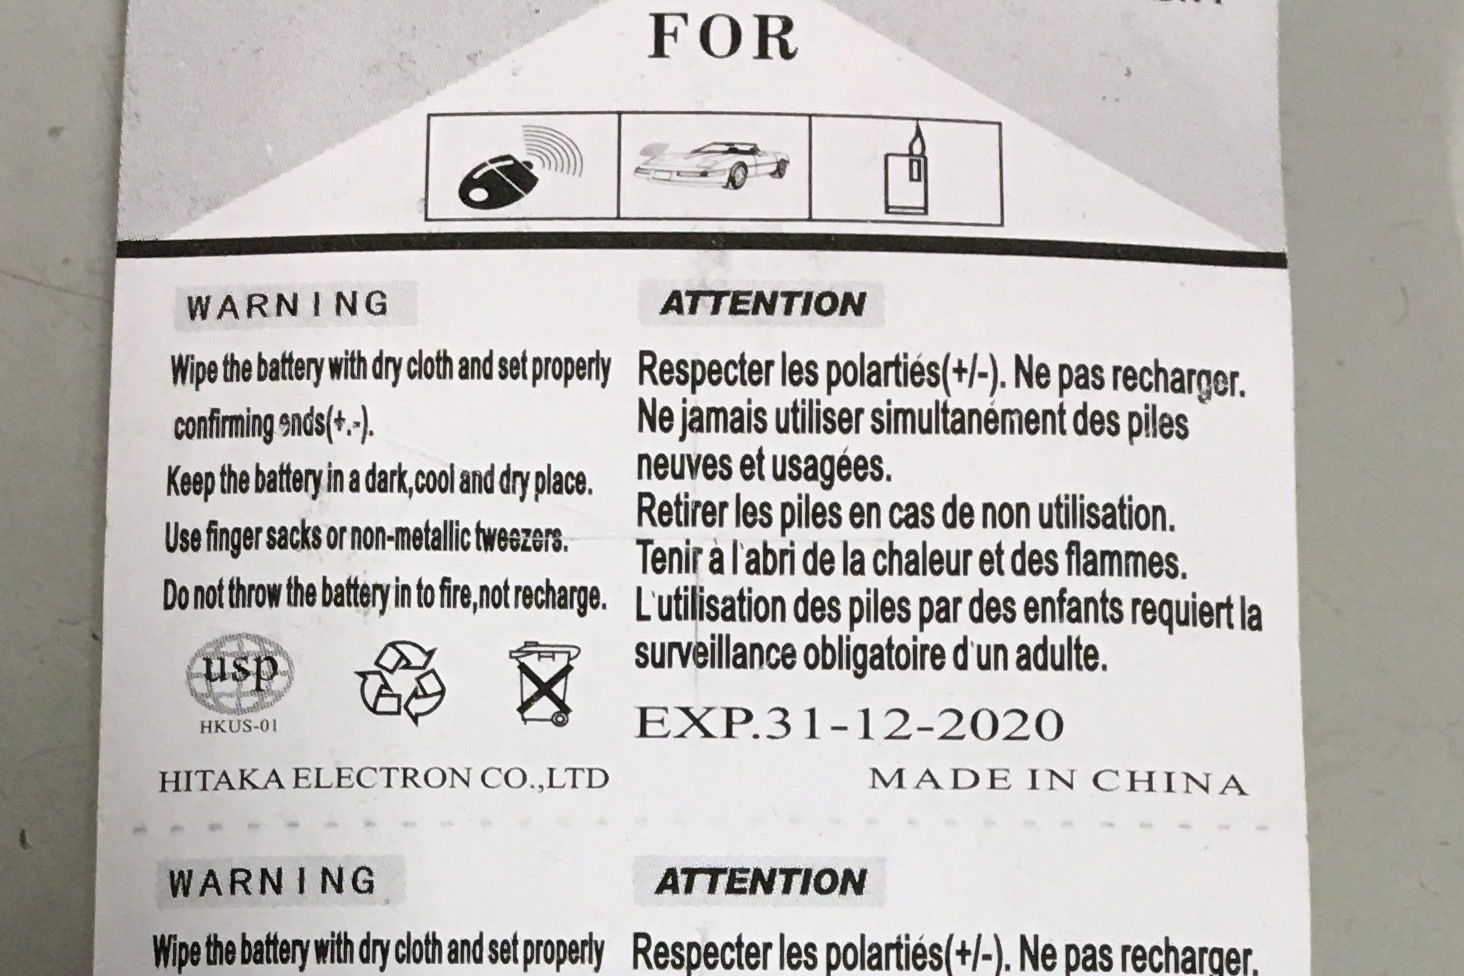 FOR
WARNING
Wipe the battery with dry cloth and set properly
confirming ends(+.-).
Keep the battery in a dark,cool and dry place.
Use finger sacks or non-metallic tweezers.
Do not throw the battery in to fire,not recharge.
usp
HKUS-01
HITAKA ELECTRON CO.,LTD
ATTENTION
Respecter les polartiés(+/-). Ne pas recharger.
Ne jamais utiliser simultanément des piles
neuves et usagées.
Retirer les piles en cas de non utilisation.
Tenir à l'abri de la chaleur et des flammes.
L'utilisation des piles par des enfants requiert la
surveillance obligatoire d'un adulte.
EXP.31-12-2020
MADE IN CHINA
WARNING
Wipe the battery with dry cloth and set properly
ATTENTION
Respecter les polartiés(+/-). Ne pas recharger.